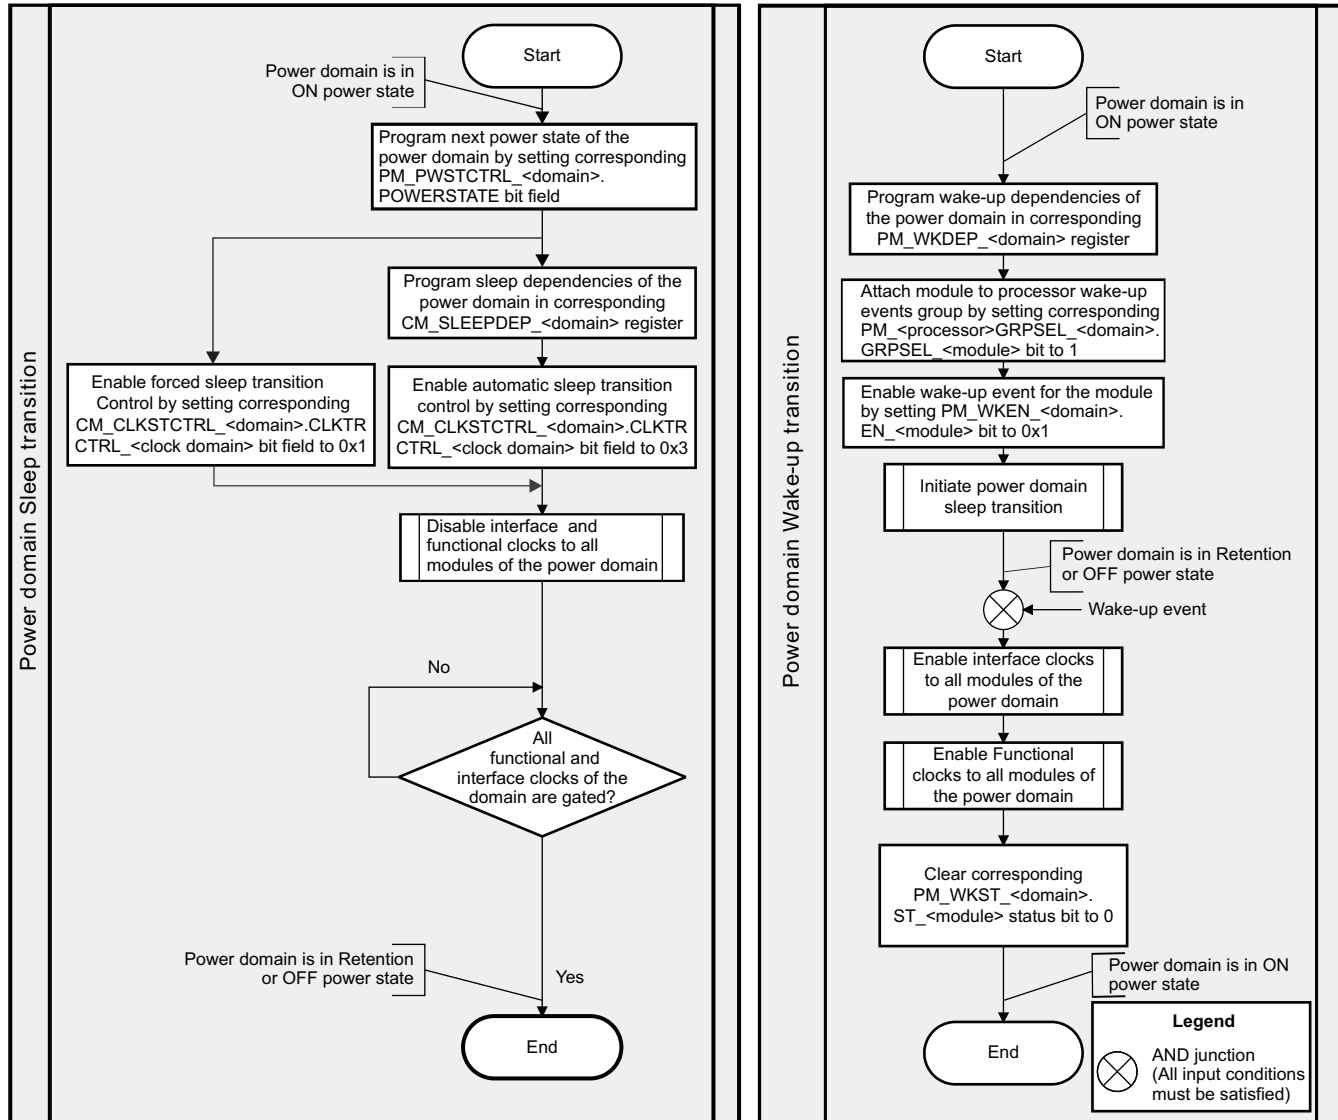 Power domain Sleep transition
Start
Power domain is in
ON power state
Program next power state of the
power domain by setting corresponding
PM_PWSTCTRL_<domain>.
POWERSTATE bit field
Program sleep dependencies of the
power domain in corresponding
CM_SLEEPDEP_<domain> register
Enable forced sleep transition
Control by setting corresponding
CM_CLKSTCTRL_<domain>.CLKTR
CTRL_<clock domain> bit field to 0x1
Enable automatic sleep transition
control by setting corresponding
CM_CLKSTCTRL_<domain>.CLKTR
CTRL_<clock domain> bit field to 0x3
Disable interface and
functional clocks to all
modules of the power domain
No
All
functional and
interface clocks of the
domain are gated?
Power domain is in Retention
or OFF power state
Yes
End
Power domain Wake-up transition
Start
Power domain is in
ON power state
Program wake-up dependencies of
the power domain in corresponding
PM_WKDEP_<domain> register
Attach module to processor wake-up
events group by setting corresponding
PM_<processor>GRPSEL_<domain>.
GRPSEL_<module> bit to 1
Enable wake-up event for the module
by setting PM_WKEN_<domain>.
EN_<module> bit to 0x1
Initiate power domain
sleep transition
Power domain is in Retention
or OFF power state
Wake-up event
Enable interface clocks
to all modules of the
power domain
Enable Functional
clocks to all modules of
the power domain
Clear corresponding
PM_WKST_<domain>.
ST_<module> status bit to 0
Power domain is in ON
power state
End
Legend
AND junction
(All input conditions
must be satisfied)